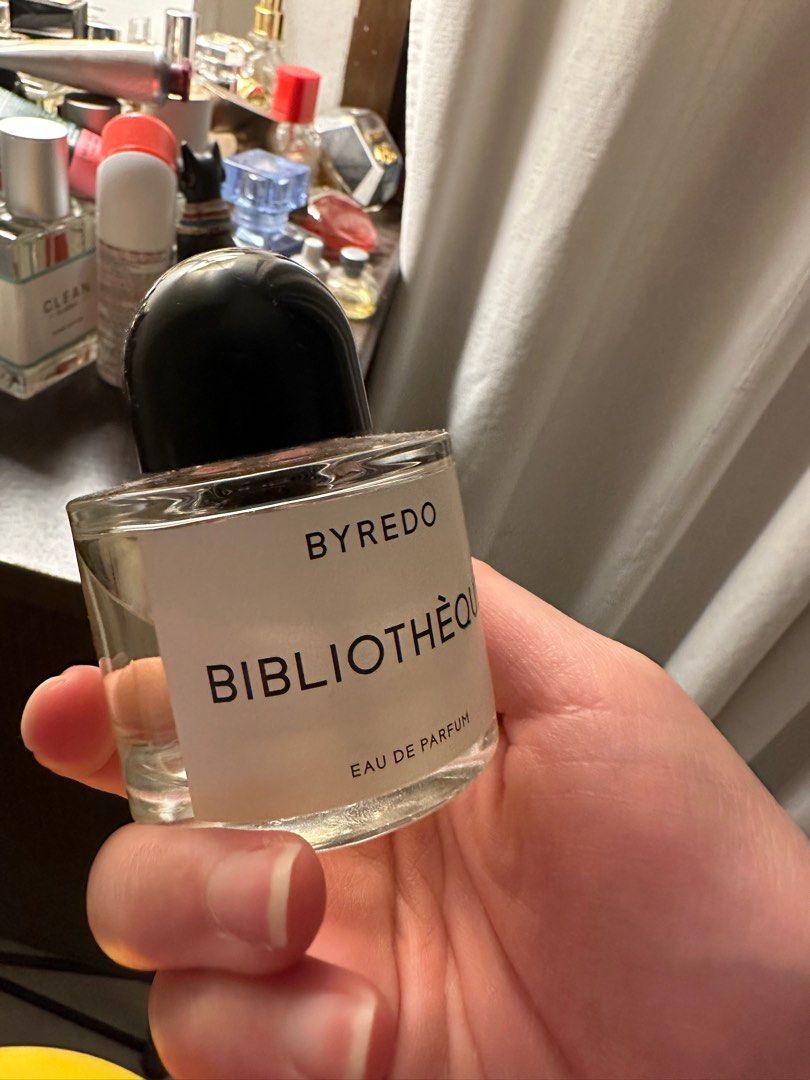 CLEAN
BYREDO
BIBLIOTHÈQU
EAU DE PARFUM